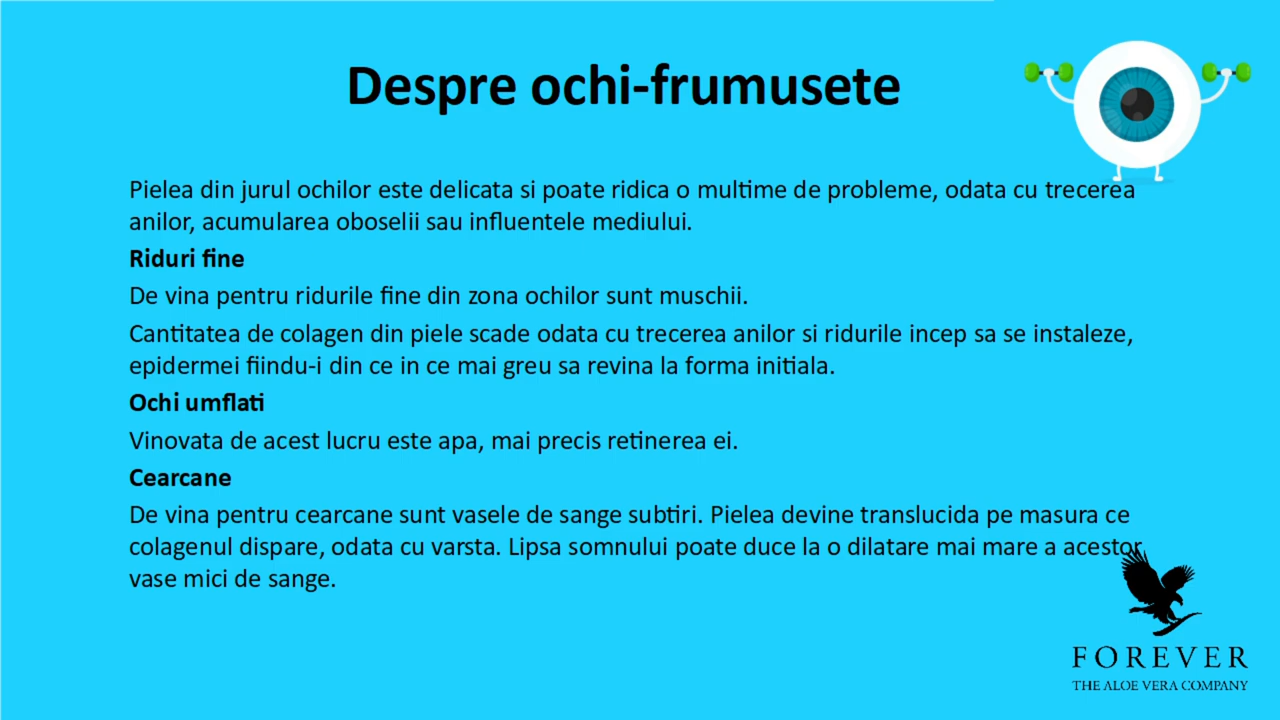 Despre ochi-frumusete
Pielea din jurul ochilor este delicata si poate ridica o multime de probleme, odata cu trecerea
anilor, acumularea oboselii sau influentele mediului.
Riduri fine
De vina pentru ridurile fine din zona ochilor sunt muschii.
Cantitatea de colagen din piele scade odata cu trecerea anilor si ridurile incep sa se instaleze,
epidermei fiindu-i din ce in ce mai greu sa revina la forma initiala.
Ochi umflati
Vinovata de acest lucru este apa, mai precis retinerea ei.
Cearcane
De vina pentru cearcane sunt vasele de sange subtiri. Pielea devine translucida pe masura ce
colagenul dispare, odata cu varsta. Lipsa somnului poate duce la o dilatare mai mare a acestor
vase mici de sange.
FOREVER
THE ALOE VERA COMPANY